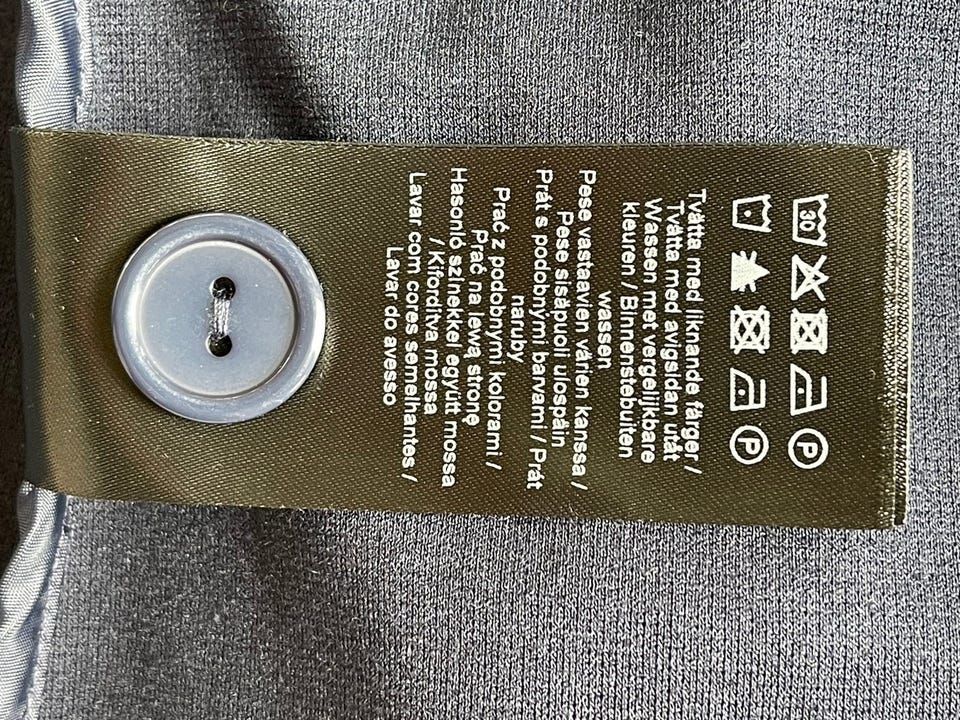 30 P
P
Tvätta med liknande färger /
Tvätta med avigsidan utåt
Wassen met vergelijkbare
kleuren / Binnenstebuiten
wassen
Pese vastaavien värien kanssa /
Pese sisäpuoli ulospäin
Prát s podobnými barvami / Prát
naruby
Prać z podobnymi kolorami /
Prać na lewą stronę
Hasonló színekkel együtt mossa
/ Kifordítva mossa
Lavar com cores semelhantes /
Lavar do avesso